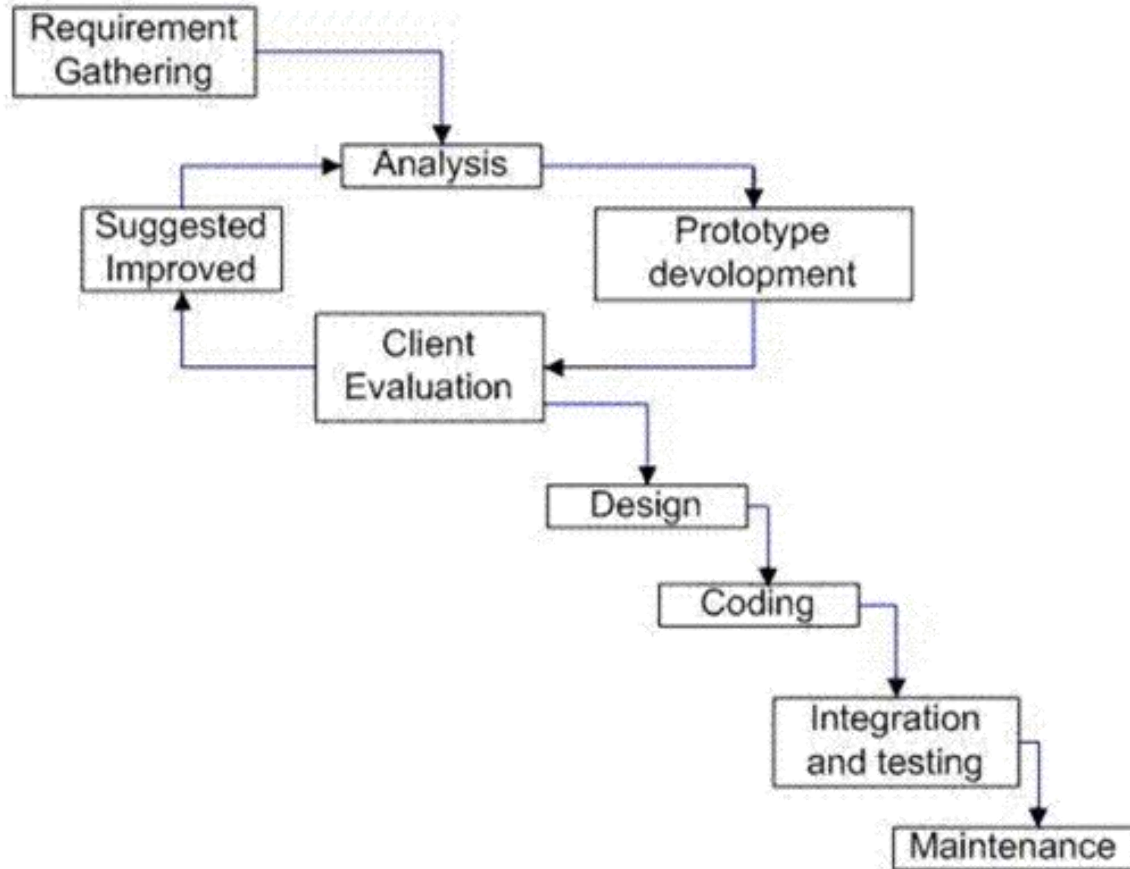 Requirement
Gathering
Analysis
Suggested
Improved
Prototype
devolopment
Client
Evaluation
Design
Coding
Integration
and testing
Maintenance